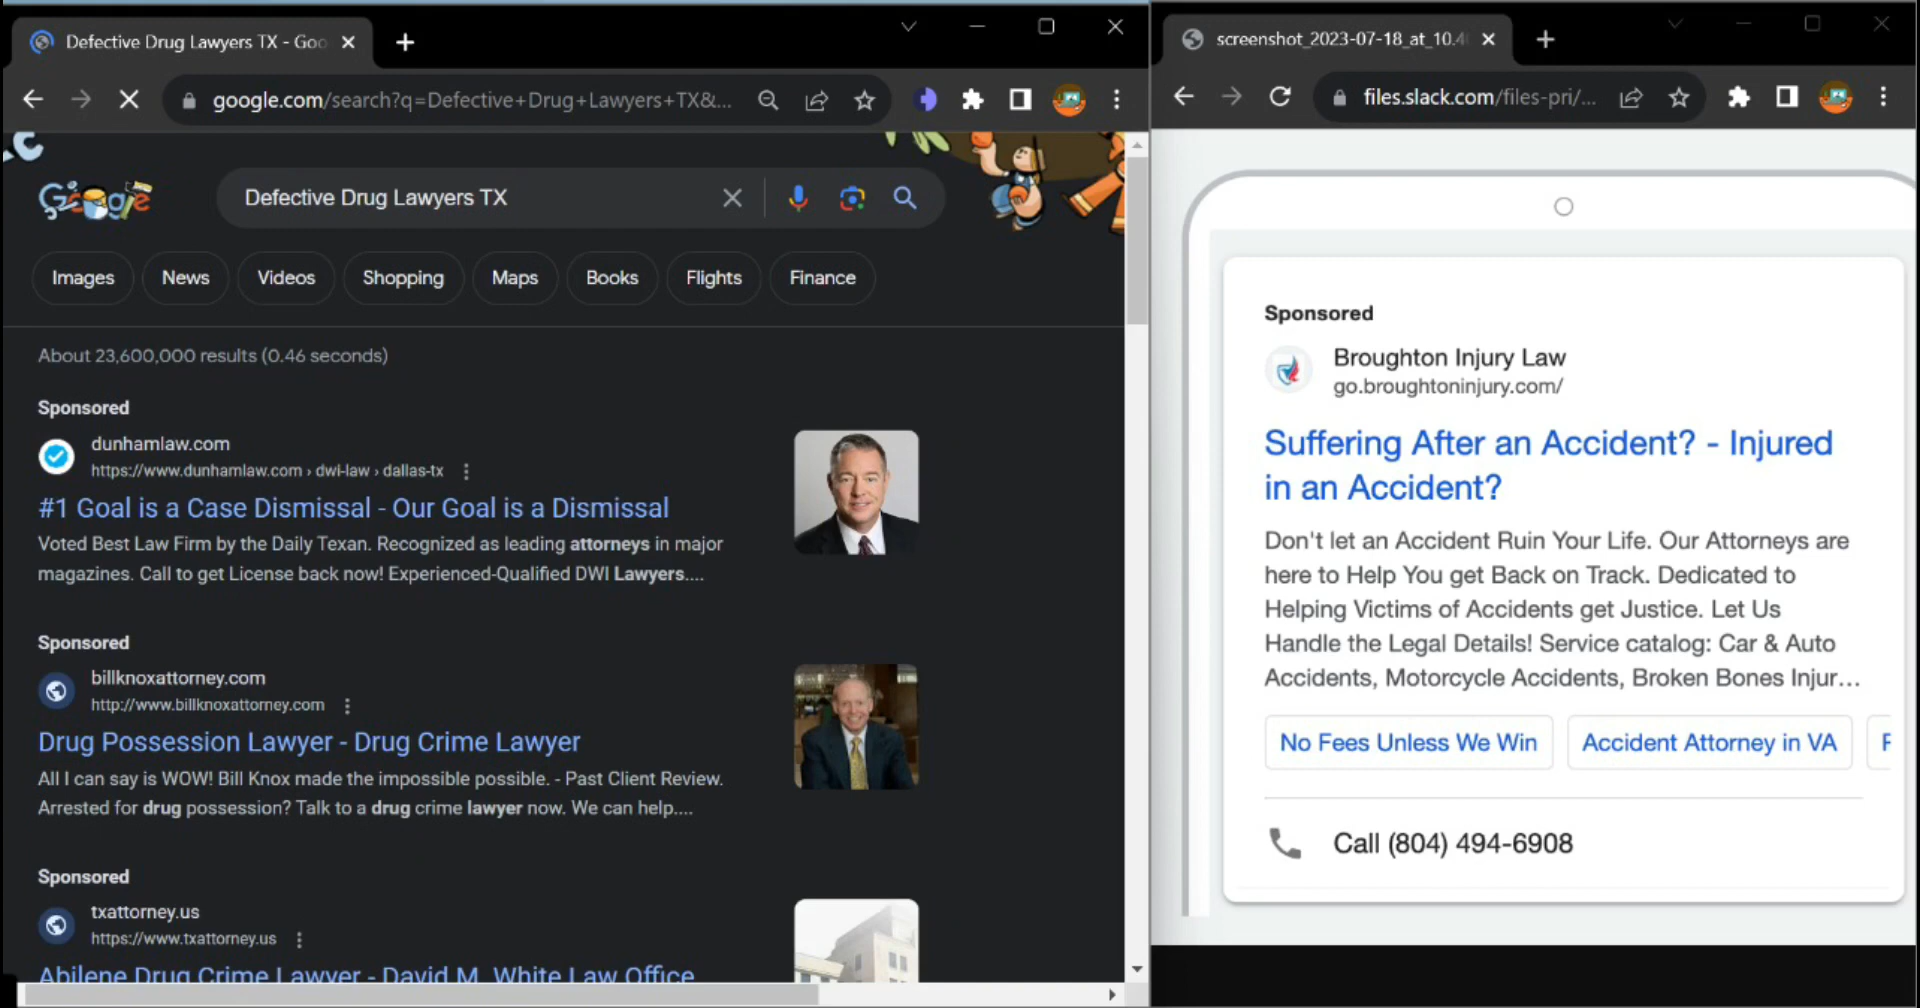 Defective Drug Lawyers TX - Goo
google.com/search?q=Defective+Drug+Lawyers+TX&...
Google
Defective Drug Lawyers TX
Images
News
Videos
Shopping
Maps
Books
Flights
Finance
About 23,600,000 results (0.46 seconds)
Sponsored
dunhamlaw.com
https://www.dunhamlaw.com › dwi-law › dallas-tx
#1 Goal is a Case Dismissal - Our Goal is a Dismissal
Voted Best Law Firm by the Daily Texan. Recognized as leading attorneys in major
magazines. Call to get License back now! Experienced-Qualified DWI Lawyers....
Sponsored
billknoxattorney.com
http://www.billknoxattorney.com
Drug Possession Lawyer - Drug Crime Lawyer
All I can say is WOW! Bill Knox made the impossible possible. - Past Client Review.
Arrested for drug possession? Talk to a drug crime lawyer now. We can help....
Sponsored
txattorney.us
https://www.txattorney.us
Abilene Drug Crime Lawyer - David M. White Law Office
screenshot_2023-07-18_at_10.4
files.slack.com/files-pri/...
Sponsored
Broughton Injury Law
go.broughtoninjury.com/
Suffering After an Accident? - Injured
in an Accident?
Don't let an Accident Ruin Your Life. Our Attorneys are
here to Help You get Back on Track. Dedicated to
Helping Victims of Accidents get Justice. Let Us
Handle the Legal Details! Service catalog: Car & Auto
Accidents, Motorcycle Accidents, Broken Bones Injur...
No Fees Unless We Win
Accident Attorney in VA
Call (804) 494-6908